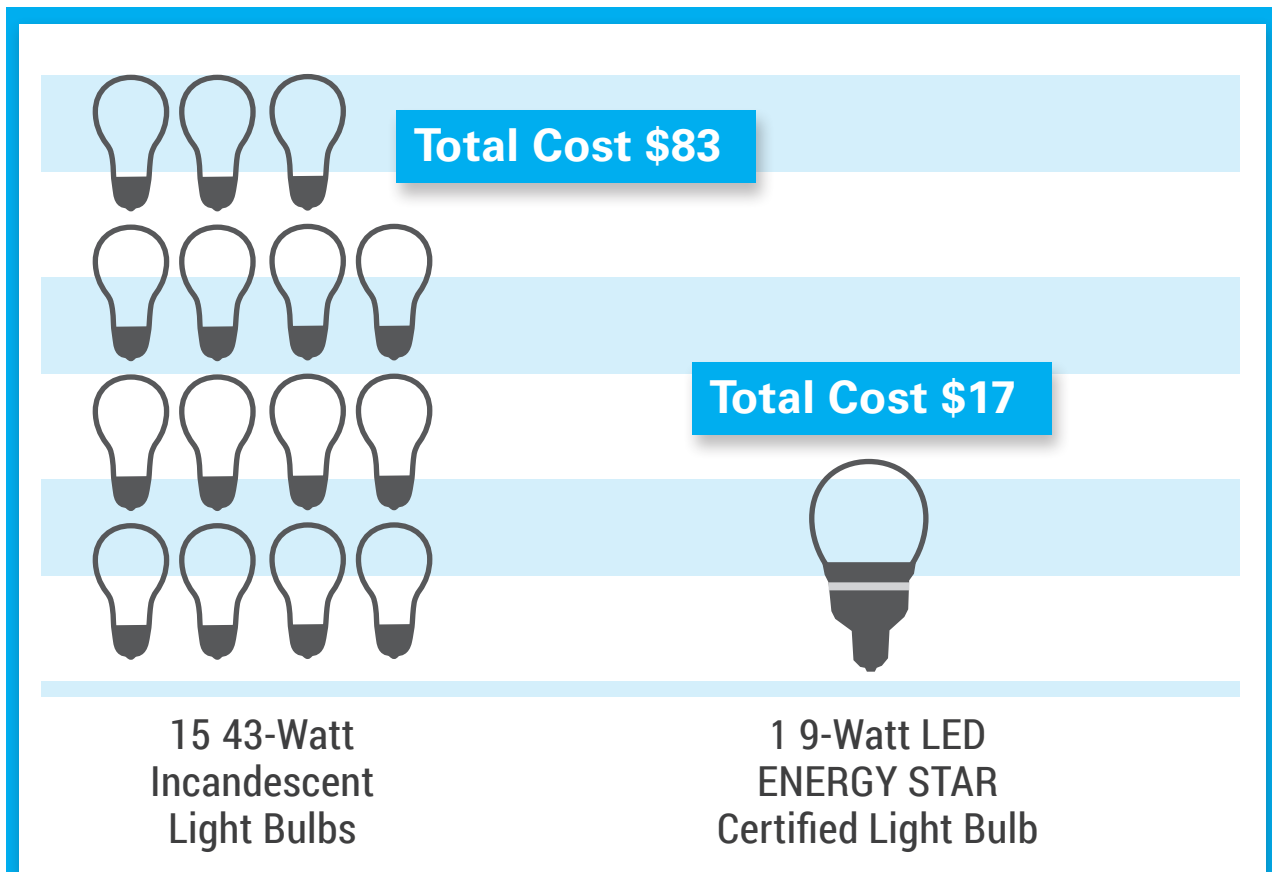 Total Cost $83
Total Cost $17
15 43-Watt
Incandescent
Light Bulbs
1 9-Watt LED
ENERGY STAR
Certified Light Bulb